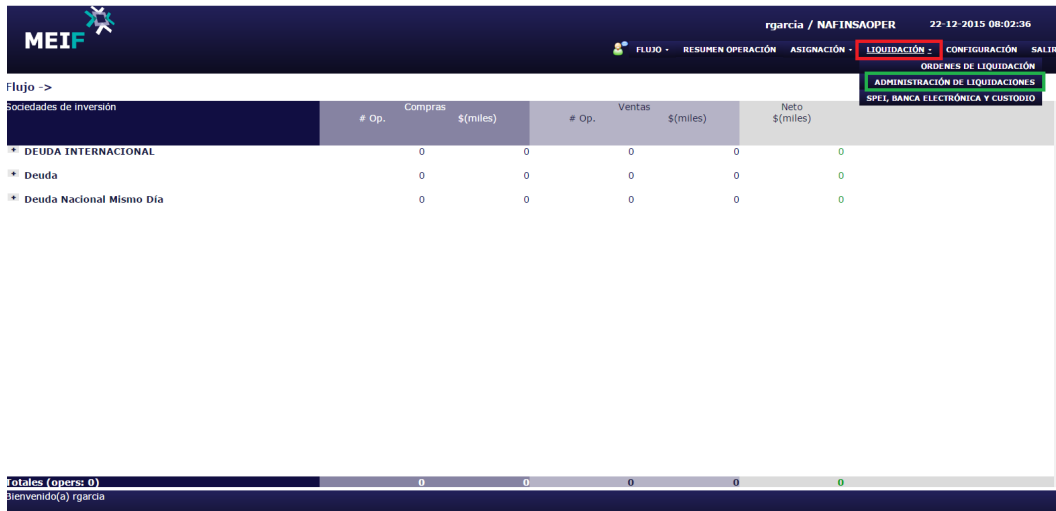 MEIF
rgarcia / NAFINSAOPER 22-12-2015 08:02:36
FLUJO - RESUMEN OPERACIÓN ASIGNACIÓN - LIQUIDACIÓN - CONFIGURACIÓN SALIR
ORDENES DE LIQUIDACIÓN
ADMINISTRACIÓN DE LIQUIDACIONES
SPEI, BANCA ELECTRÓNICA Y CUSTODIO
Flujo ->
Sociedades de inversión Compras Ventas Neto
# Op. $(miles) # Op. $(miles) $(miles)
+ DEUDA INTERNACIONAL 0 0 0 0 0
+ Deuda 0 0 0 0 0
+ Deuda Nacional Mismo Día 0 0 0 0 0
Totales (opers: 0) 0 0 0 0 0
Bienvenido(a) rgarcia